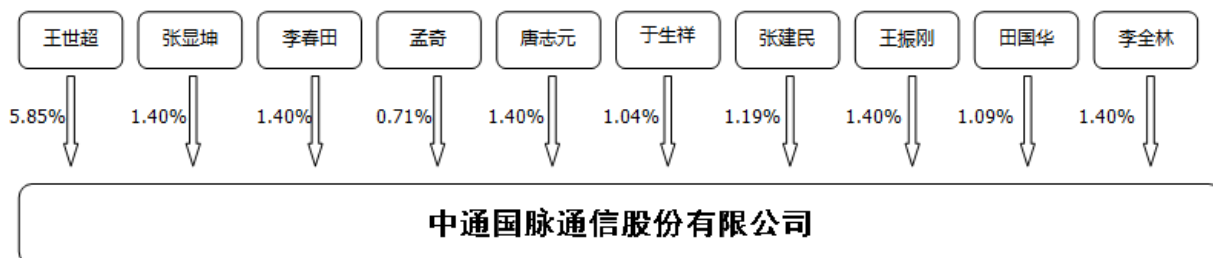 王世超 张显坤 李春田 孟奇 唐志元 于生祥 张建民 王振刚 田国华 李全林
5.85% 1.40% 1.40% 0.71% 1.40% 1.04% 1.19% 1.40% 1.09% 1.40%
中通国脉通信股份有限公司